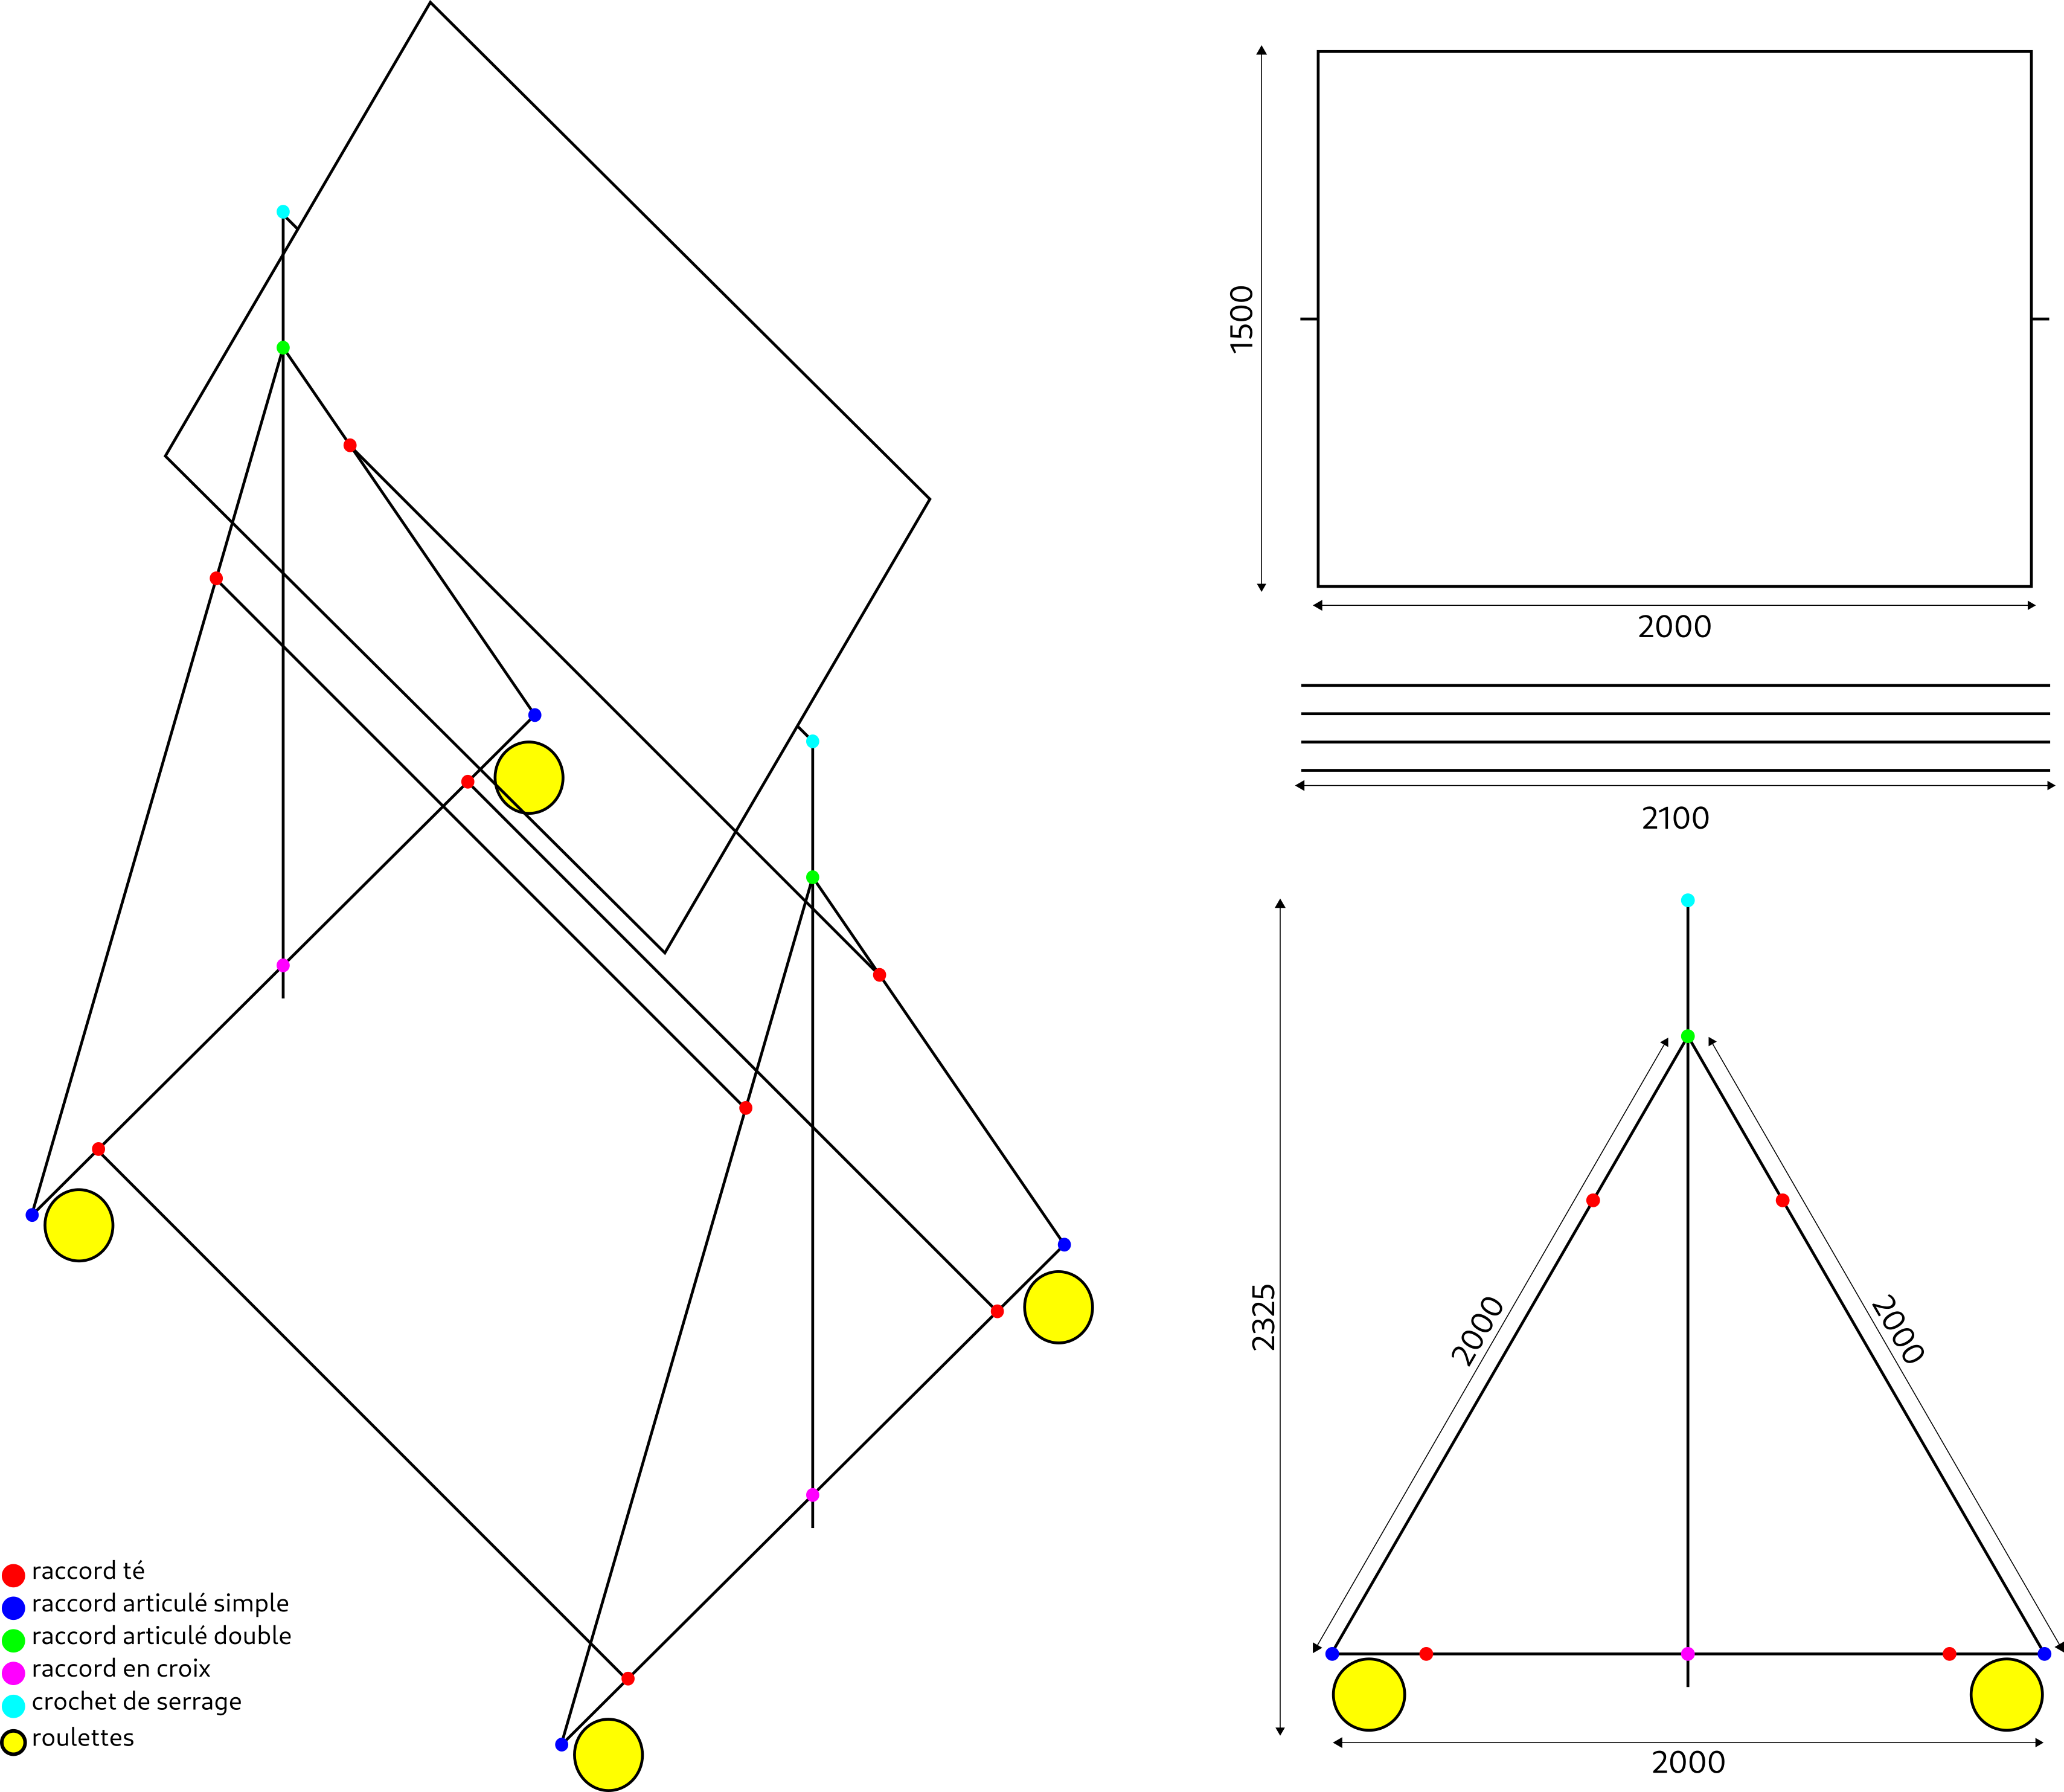 1500
2000
2100
2325
2000
2000
2000
raccord té
raccord articulé simple
raccord articulé double
raccord en croix
crochet de serrage
roulettes